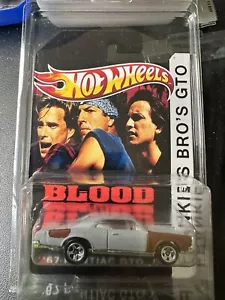 HOT WHEELS
BLOOD
KIE'S BRO'S GTO
'67 PONTIAC GTO